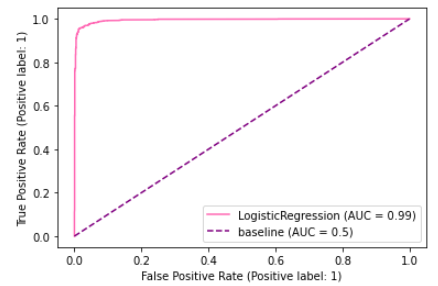 1.0
0.8
0.6
0.4
0.2
0.0
True Positive Rate (Positive label: 1)
LogisticRegression (AUC = 0.99)
baseline (AUC = 0.5)
0.0 0.2 0.4 0.6 0.8 1.0
False Positive Rate (Positive label: 1)